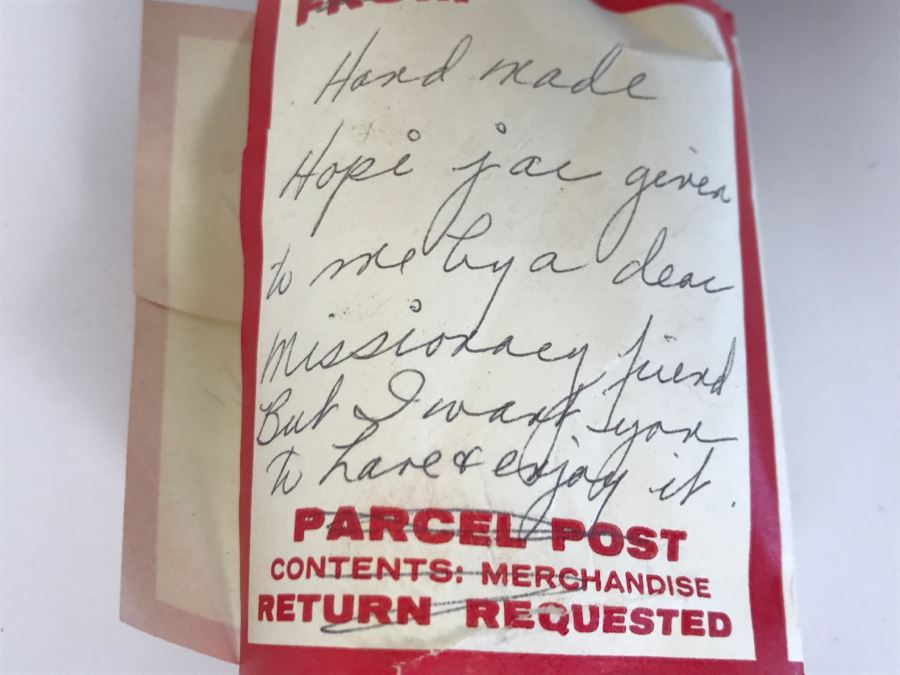 FROM
Hand made
Hopi jar given
to me by a dear
Missionary friend
But I want you
to have & enjoy it.
PARCEL POST
CONTENTS: MERCHANDISE
RETURN REQUESTED